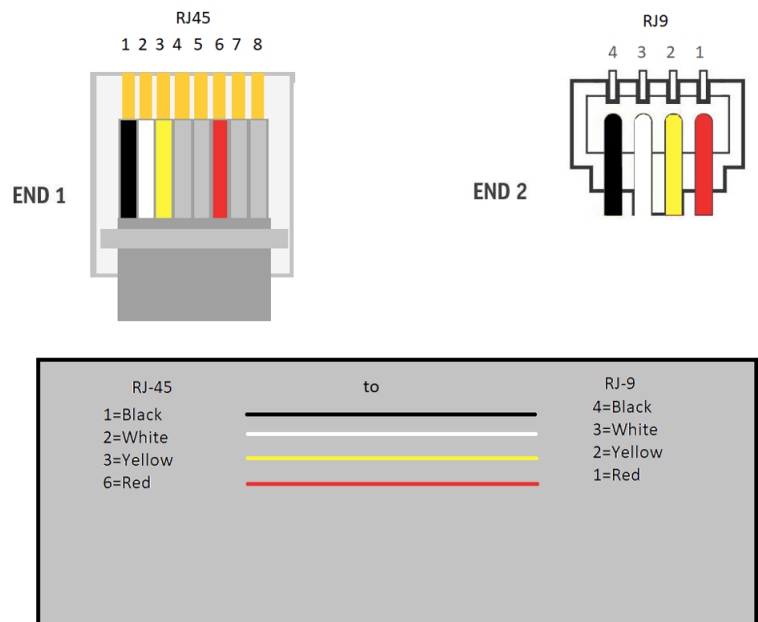 RJ45
1 2 3 4 5 6 7 8
END 1
RJ9
4 3 2 1
END 2
RJ-45 to RJ-9
1=Black 4=Black
2=White 3=White
3=Yellow 2=Yellow
6=Red 1=Red